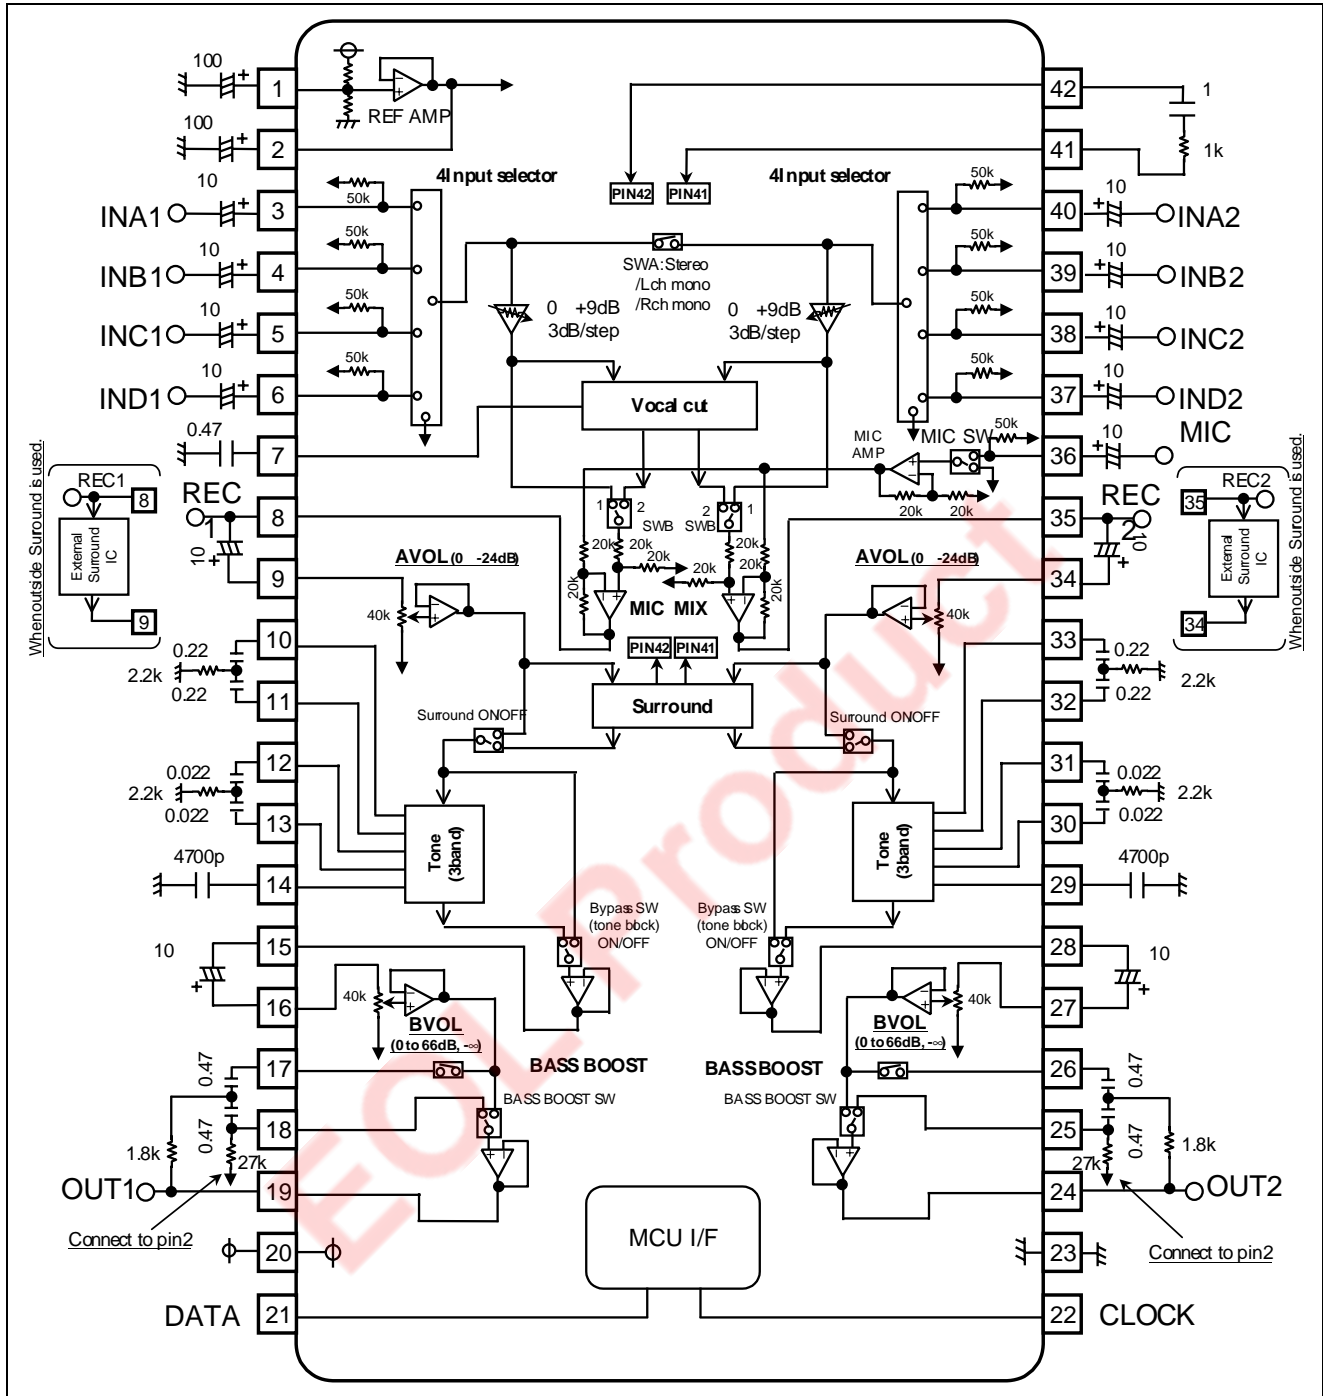 100
+
1
REF AMP
42
1
100
+
2
41
1k
4Input selector
PIN42
PIN41
4Input selector
INA1
10
+
3
50k
50k
40
10
+
INA2
INB1
10
+
4
50k
SWA:Stereo
/Lch mono
/Rch mono
50k
39
10
+
INB2
INC1
10
+
5
50k
0 +9dB
3dB/step
0 +9dB
3dB/step
50k
38
10
+
INC2
IND1
10
+
6
50k
Vocal cut
50k
37
10
+
IND2
0.47
7
MIC
AMP
MIC SW
50k
36
10
+
MIC
20k
20k
When outside Surround is used.
REC1
8
External
Surround
IC
9
REC
1
8
10
+
1
2
SWB
SWB
2
1
35
REC
2
10
+
When outside Surround is used.
35
REC2
External
Surround
IC
34
9
AVOL (0 -24dB)
40k
20k
20k
20k
20k
20k
20k
20k
20k
MIC MIX
AVOL (0 -24dB)
40k
34
10
0.22
2.2k
0.22
11
PIN42
PIN41
Surround
33
0.22
2.2k
0.22
32
Surround ON/OFF
Surround ON/OFF
12
0.022
2.2k
0.022
13
Tone
(3band)
Tone
(3band)
31
0.022
2.2k
0.022
30
4700p
14
29
4700p
Bypass SW
(tone block)
ON/OFF
Bypass SW
(tone block)
ON/OFF
15
10
+
16
40k
BVOL
(0 to 66dB, -∞)
40k
BVOL
(0 to 66dB, -∞)
28
10
+
27
17
0.47
BASS BOOST
BASS BOOST
26
0.47
BASS BOOST SW
BASS BOOST SW
18
0.47
1.8k
27k
25
0.47
1.8k
27k
OUT1
19
24
OUT2
Connect to pin2
MCU I/F
Connect to pin2
20
23
DATA
21
22
CLOCK
EOL Product